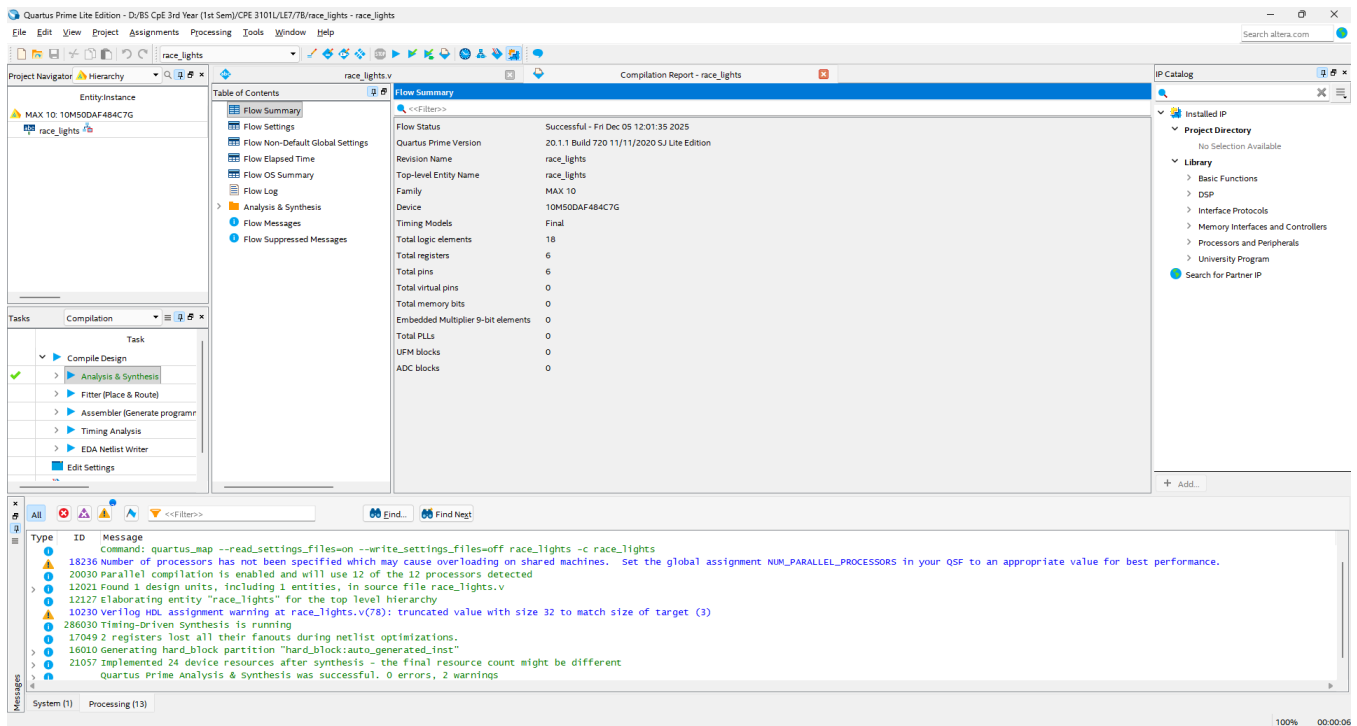 Quartus Prime Lite Edition - D:/BS CpE 3rd Year (1st Sem)/CPE 3101L/LE7/7B/race_lights - race_lights
File Edit View Project Assignments Processing Tools Window Help
Search altera.com
race_lights
Project Navigator Hierarchy
Entity:Instance
MAX 10: 10M50DAF484C7G
race_lights
race_lights.v
Compilation Report - race_lights
Table of Contents
Flow Summary
Flow Settings
Flow Non-Default Global Settings
Flow Elapsed Time
Flow OS Summary
Flow Log
Analysis & Synthesis
Flow Messages
Flow Suppressed Messages
Flow Summary
<<Filter>>
Flow Status Successful - Fri Dec 05 12:01:35 2025
Quartus Prime Version 20.1.1 Build 720 11/11/2020 SJ Lite Edition
Revision Name race_lights
Top-level Entity Name race_lights
Family MAX 10
Device 10M50DAF484C7G
Timing Models Final
Total logic elements 18
Total registers 6
Total pins 6
Total virtual pins 0
Total memory bits 0
Embedded Multiplier 9-bit elements 0
Total PLLs 0
UFM blocks 0
ADC blocks 0
IP Catalog
Installed IP
Project Directory
No Selection Available
Library
Basic Functions
DSP
Interface Protocols
Memory Interfaces and Controllers
Processors and Peripherals
University Program
Search for Partner IP
+ Add...
Tasks Compilation
Task
Compile Design
Analysis & Synthesis
Fitter (Place & Route)
Assembler (Generate programr
Timing Analysis
EDA Netlist Writer
Edit Settings
All <<Filter>> Find... Find Next
Type ID Message
Command: quartus_map --read_settings_files=on --write_settings_files=off race_lights -c race_lights
18236 Number of processors has not been specified which may cause overloading on shared machines. Set the global assignment NUM_PARALLEL_PROCESSORS in your QSF to an appropriate value for best performance.
20030 Parallel compilation is enabled and will use 12 of the 12 processors detected
12021 Found 1 design units, including 1 entities, in source file race_lights.v
12127 Elaborating entity "race_lights" for the top level hierarchy
10230 Verilog HDL assignment warning at race_lights.v(78): truncated value with size 32 to match size of target (3)
286030 Timing-Driven Synthesis is running
17049 2 registers lost all their fanouts during netlist optimizations.
16010 Generating hard_block partition "hard_block:auto_generated_inst"
21057 Implemented 24 device resources after synthesis - the final resource count might be different
Quartus Prime Analysis & Synthesis was successful. 0 errors, 2 warnings
Messages
System (1) Processing (13)
100% 00:00:06